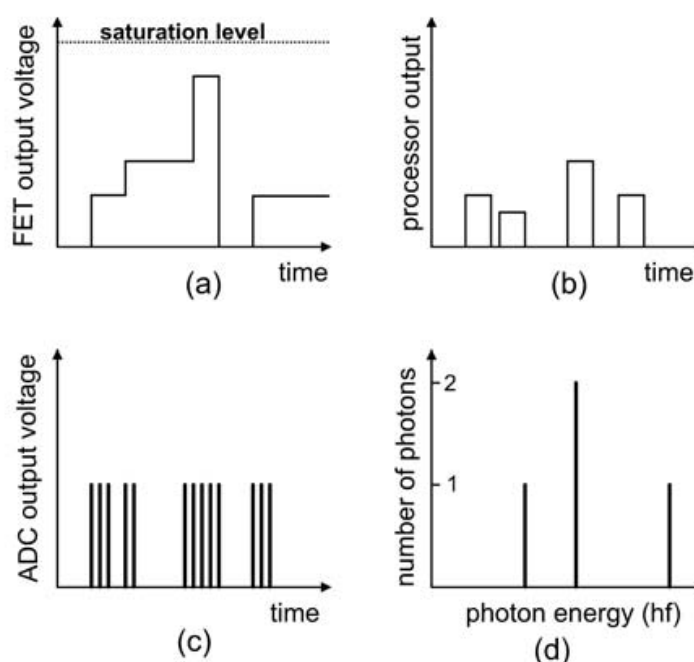 saturation level
FET output voltage
time
(a)
processor output
time
(b)
ADC output voltage
time
(c)
number of photons
2
1
photon energy (hf)
(d)